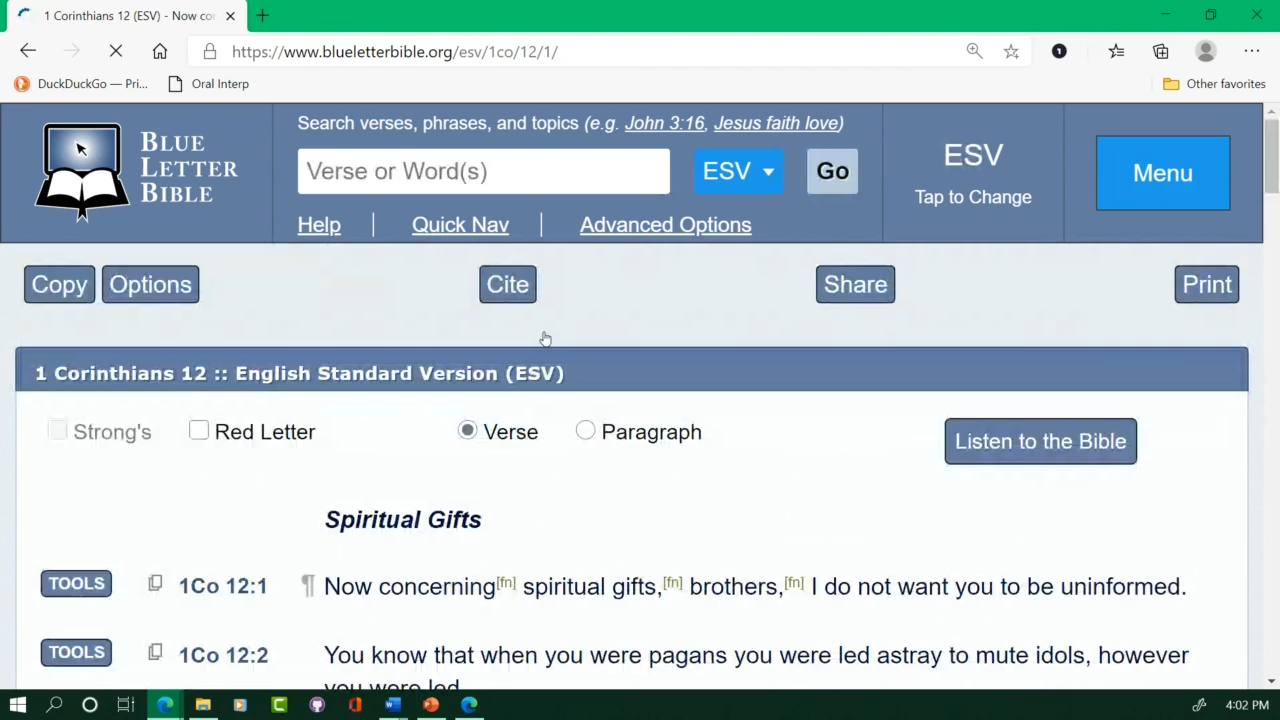 1 Corinthians 12 (ESV) - Now co
https://www.blueletterbible.org/esv/1co/12/1/
1
DuckDuckGo — Pri...
Oral Interp
Other favorites
BLUE
LETTER
BIBLE
Search verses, phrases, and topics (e.g. John 3:16, Jesus faith love)
Verse or Word(s)
ESV
Go
Help
Quick Nav
Advanced Options
ESV
Tap to Change
Menu
Copy
Options
Cite
Share
Print
1 Corinthians 12 :: English Standard Version (ESV)
Strong's
Red Letter
Verse
Paragraph
Listen to the Bible
Spiritual Gifts
TOOLS 1Co 12:1 ¶ Now concerning[fn] spiritual gifts,[fn] brothers,[fn] I do not want you to be uninformed.
TOOLS 1Co 12:2 You know that when you were pagans you were led astray to mute idols, however
you were led.
4:02 PM